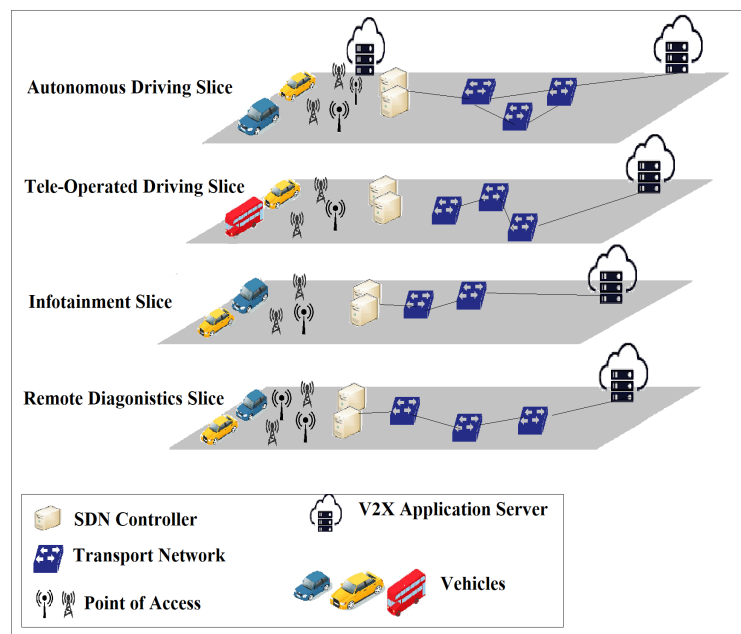 Autonomous Driving Slice
Tele-Operated Driving Slice
Infotainment Slice
Remote Diagonistics Slice
SDN Controller
V2X Application Server
Transport Network
Vehicles
Point of Access